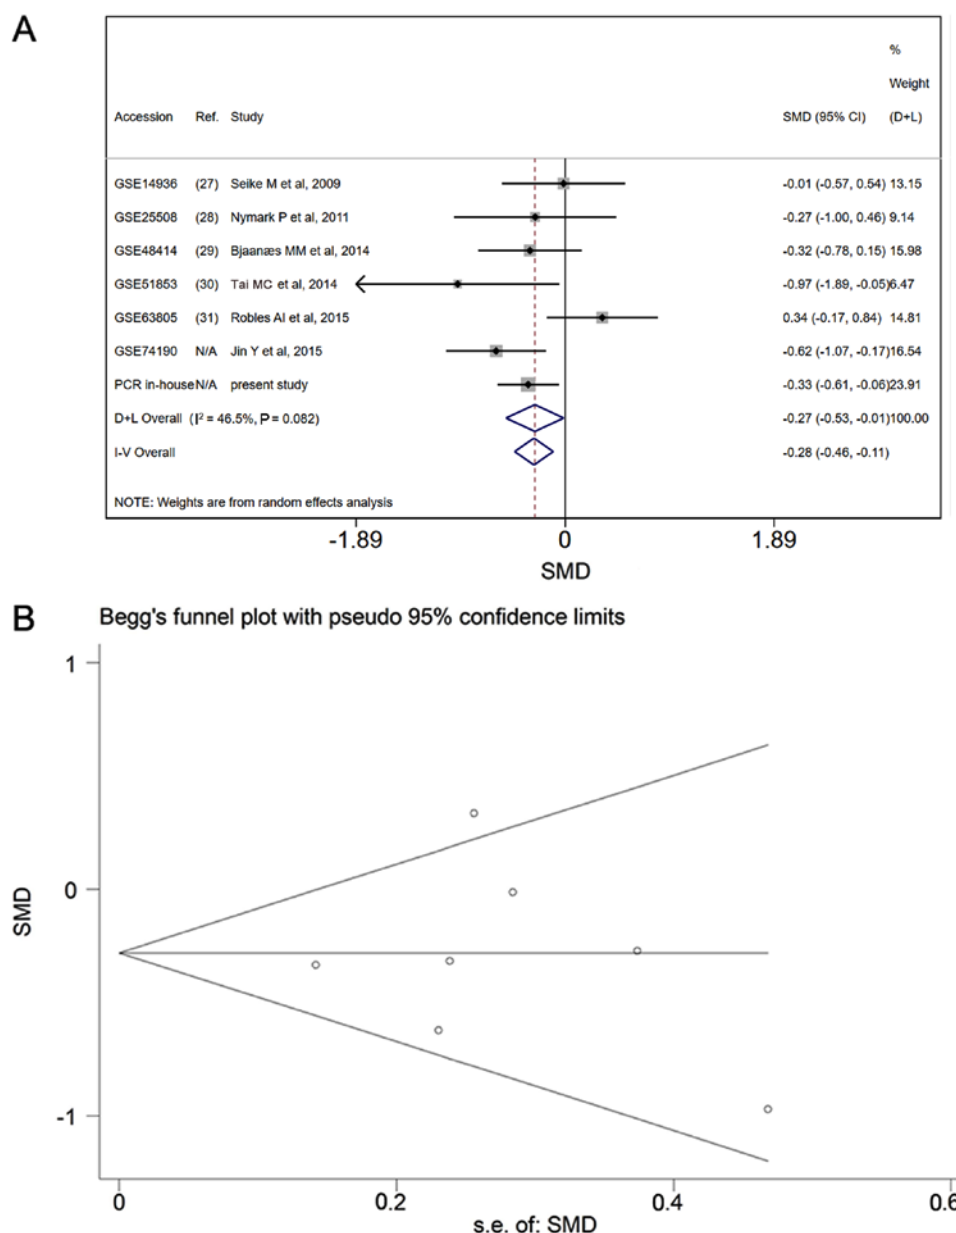 A
%
Weight
Accession Ref. Study SMD (95% CI) (D+L)
GSE14936 (27) Seike M et al, 2009 -0.01 (-0.57, 0.54) 13.15
GSE25508 (28) Nymark P et al, 2011 -0.27 (-1.00, 0.46) 9.14
GSE48414 (29) Bjaanæs MM et al, 2014 -0.32 (-0.78, 0.15) 15.98
GSE51853 (30) Tai MC et al, 2014 -0.97 (-1.89, -0.05) 6.47
GSE63805 (31) Robles AI et al, 2015 0.34 (-0.17, 0.84) 14.81
GSE74190 N/A Jin Y et al, 2015 -0.62 (-1.07, -0.17) 16.54
PCR in-house N/A present study -0.33 (-0.61, -0.06) 23.91
D+L Overall (I² = 46.5%, P = 0.082) -0.27 (-0.53, -0.01) 100.00
I-V Overall -0.28 (-0.46, -0.11)
NOTE: Weights are from random effects analysis
-1.89 0 1.89
SMD
B
Begg's funnel plot with pseudo 95% confidence limits
1
0
-1
SMD
0 0.2 0.4 0.6
s.e. of: SMD